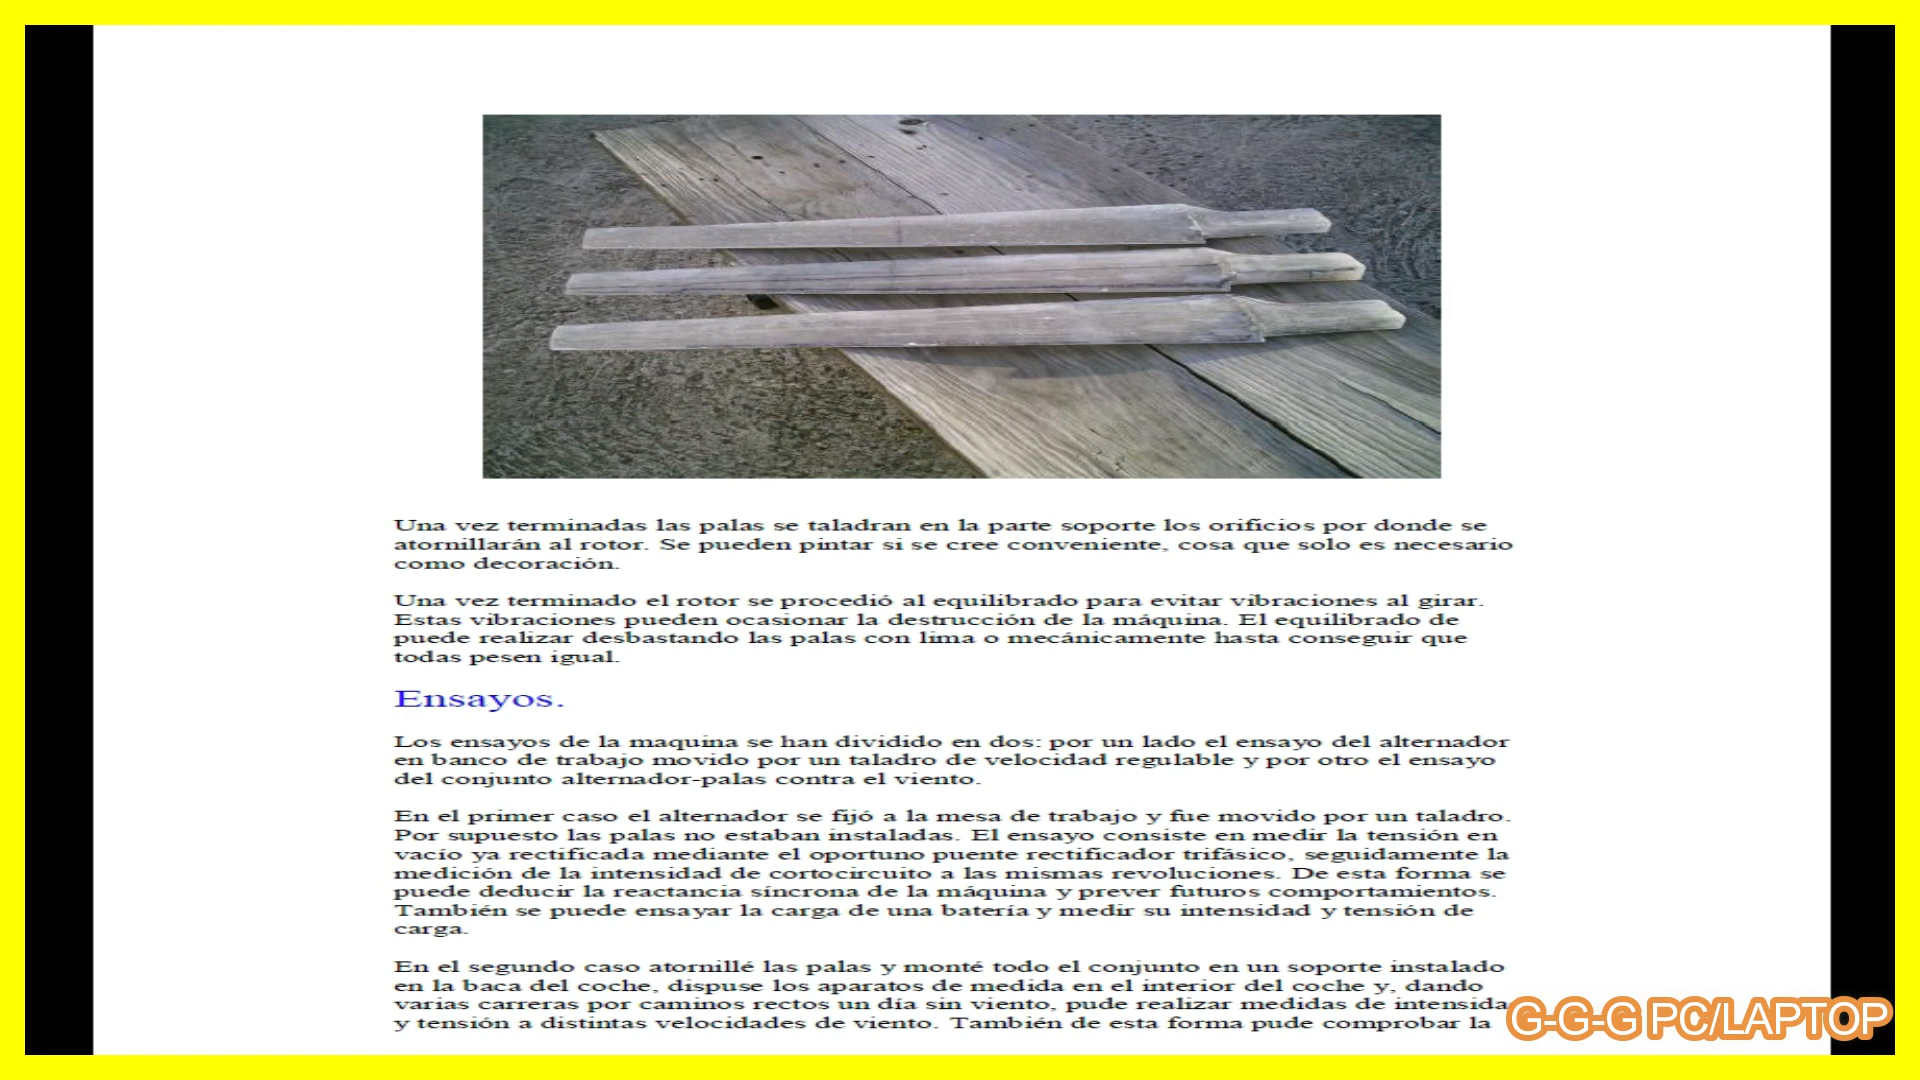 Una vez terminadas las palas se taladran en la parte soporte los orificios por donde se
atornillarán al rotor. Se pueden pintar si se cree conveniente, cosa que solo es necesario
como decoración.
Una vez terminado el rotor se procedió al equilibrado para evitar vibraciones al girar.
Estas vibraciones pueden ocasionar la destrucción de la máquina. El equilibrado de
puede realizar desbastando las palas con lima o mecánicamente hasta conseguir que
todas pesen igual.
Ensayos.
Los ensayos de la maquina se han dividido en dos: por un lado el ensayo del alternador
en banco de trabajo movido por un taladro de velocidad regulable y por otro el ensayo
del conjunto alternador-palas contra el viento.
En el primer caso el alternador se fijó a la mesa de trabajo y fue movido por un taladro.
Por supuesto las palas no estaban instaladas. El ensayo consiste en medir la tensión en
vacío ya rectificada mediante el oportuno puente rectificador trifásico, seguidamente la
medición de la intensidad de cortocircuito a las mismas revoluciones. De esta forma se
puede deducir la reactancia síncrona de la máquina y prever futuros comportamientos.
También se puede ensayar la carga de una batería y medir su intensidad y tensión de
carga.
En el segundo caso atornillé las palas y monté todo el conjunto en un soporte instalado
en la baca del coche, dispuse los aparatos de medida en el interior del coche y, dando
varias carreras por caminos rectos un día sin viento, pude realizar medidas de intensida
y tensión a distintas velocidades de viento. También de esta forma pude comprobar la
G-G-G PC/LAPTOP